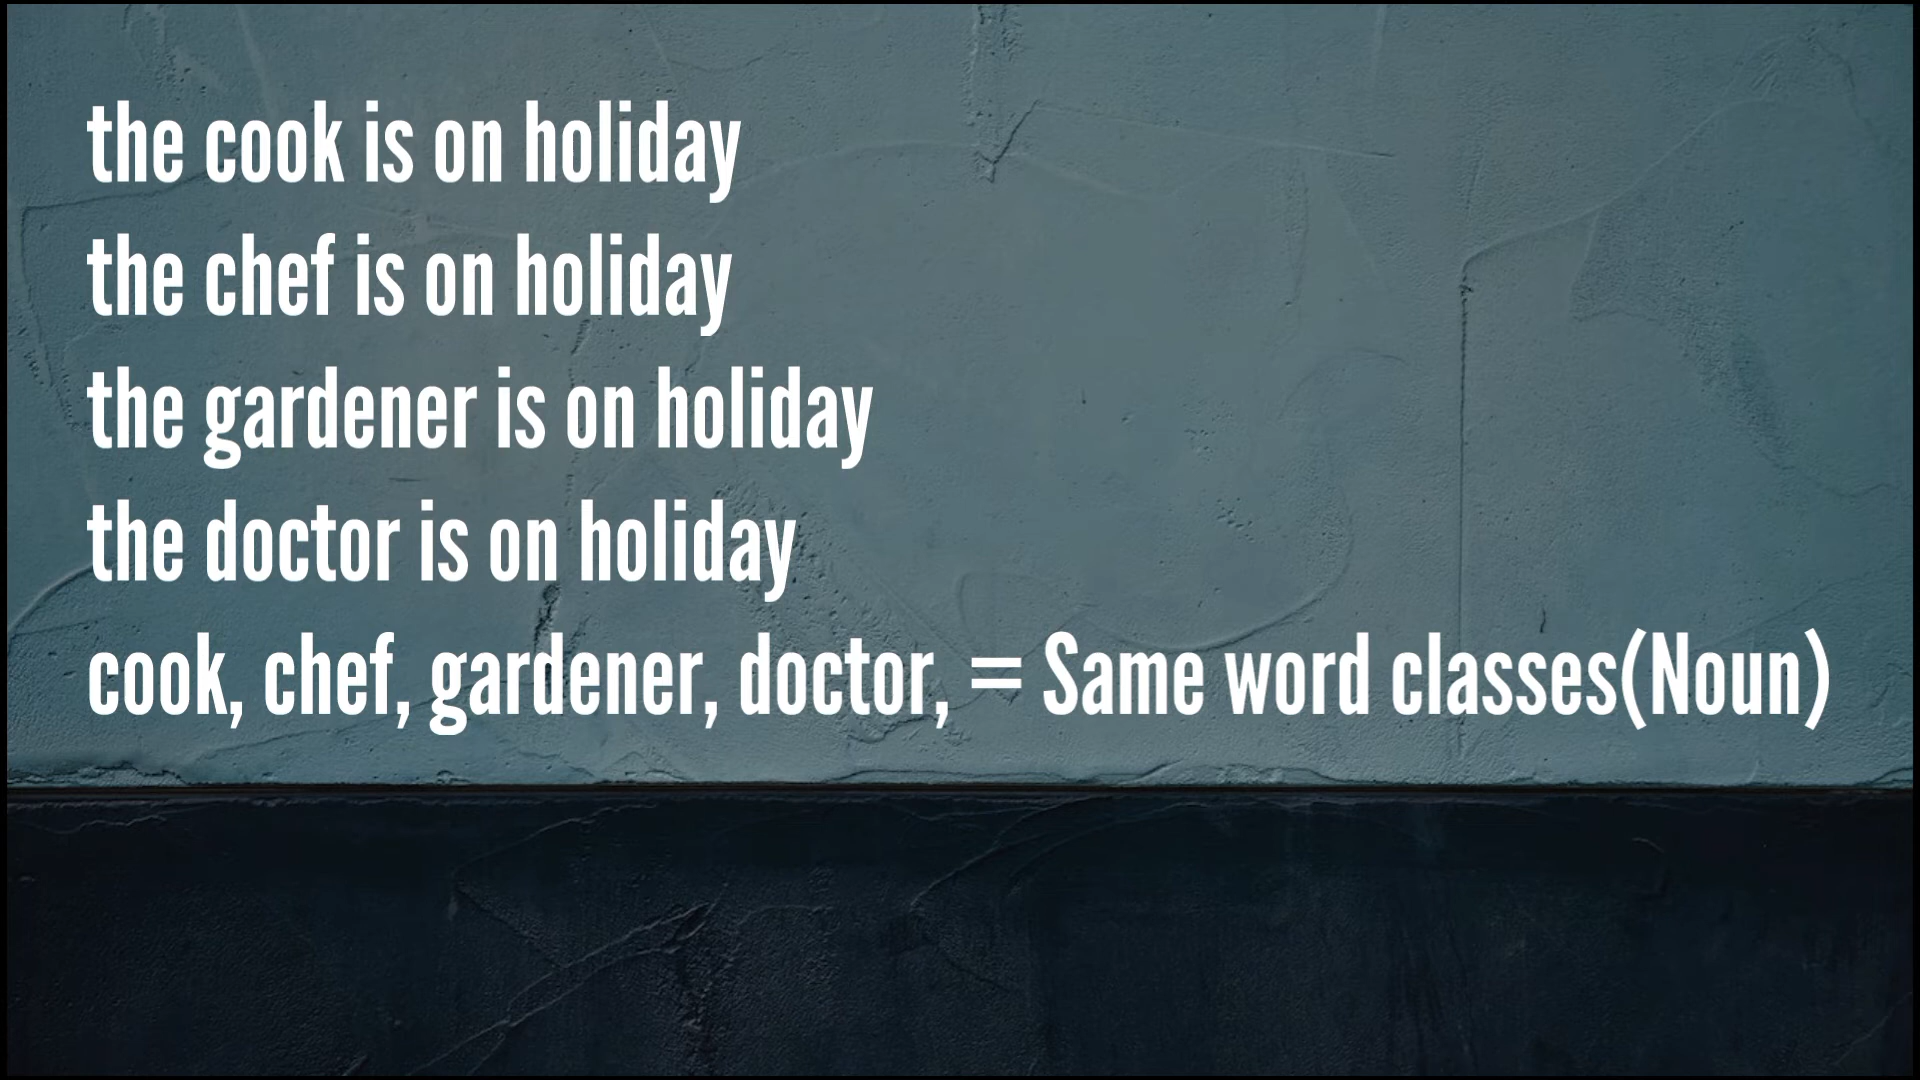 the cook is on holiday
the chef is on holiday
the gardener is on holiday
the doctor is on holiday
cook, chef, gardener, doctor, = Same word classes(Noun)